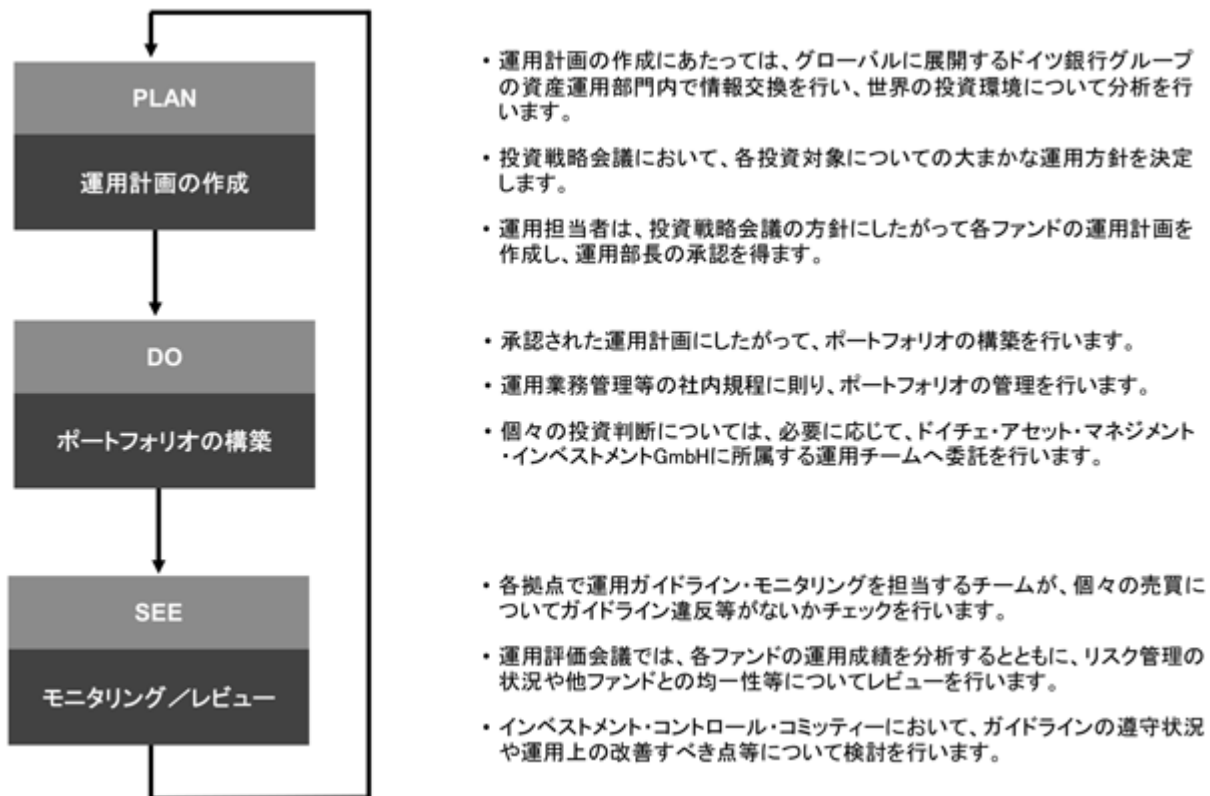 PLAN
運用計画の作成
・運用計画の作成にあたっては、グローバルに展開するドイツ銀行グループ
の資産運用部門内で情報交換を行い、世界の投資環境について分析を行
います。
・投資戦略会議において、各投資対象についての大まかな運用方針を決定
します。
・運用担当者は、投資戦略会議の方針にしたがって各ファンドの運用計画を
作成し、運用部長の承認を得ます。
DO
ポートフォリオの構築
・承認された運用計画にしたがって、ポートフォリオの構築を行います。
・運用業務管理等の社内規程に則り、ポートフォリオの管理を行います。
・個々の投資判断については、必要に応じて、ドイチェ・アセット・マネジメント
・インベストメントGmbHに所属する運用チームへ委託を行います。
SEE
モニタリング／レビュー
・各拠点で運用ガイドライン・モニタリングを担当するチームが、個々の売買に
ついてガイドライン違反等がないかチェックを行います。
・運用評価会議では、各ファンドの運用成績を分析するとともに、リスク管理の
状況や他ファンドとの均一性等についてレビューを行います。
・インベストメント・コントロール・コミッティーにおいて、ガイドラインの遵守状況
や運用上の改善すべき点等について検討を行います。